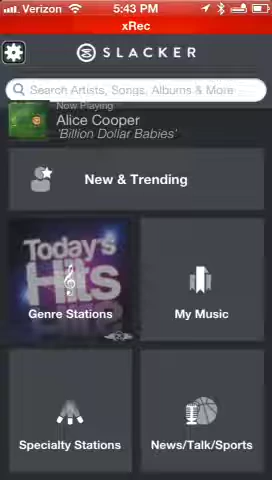 Verizon 5:43 PM
xRec
SLACKER
Search Artists, Songs, Albums & More
Now Playing
Alice Cooper
'Billion Dollar Babies'
New & Trending
Today's
Hits
Genre Stations
My Music
Specialty Stations
News/Talk/Sports